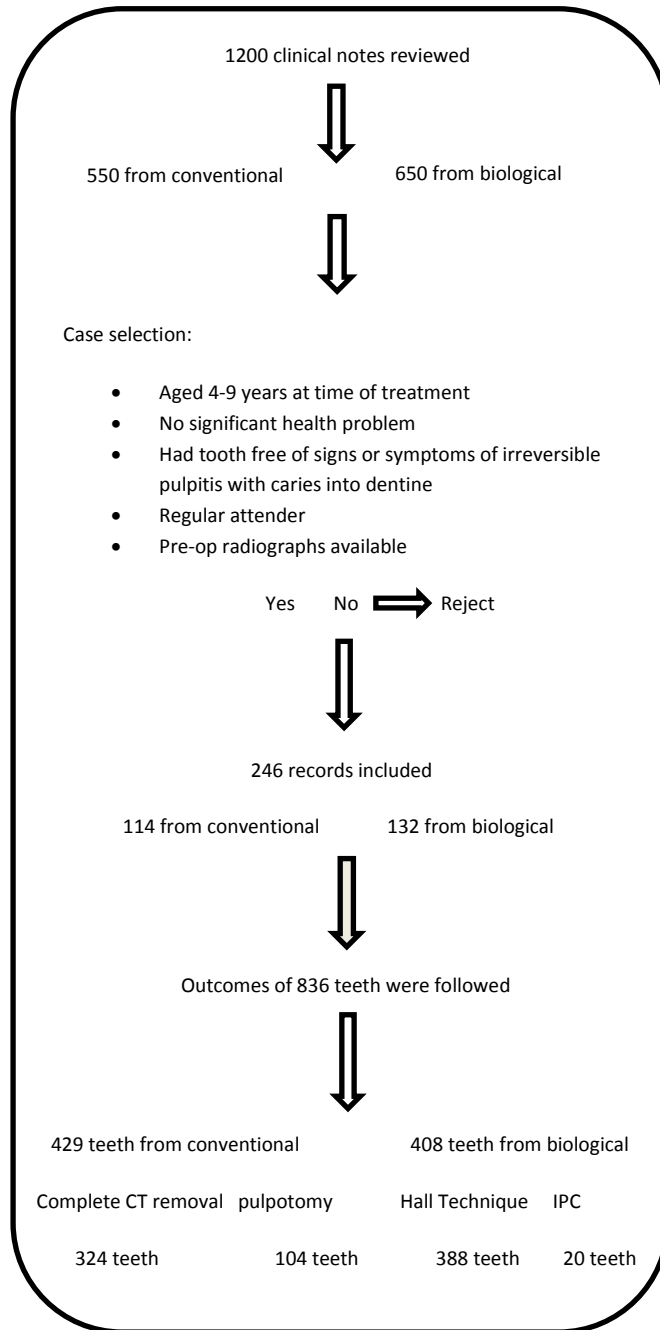 1200 clinical notes reviewed
550 from conventional 650 from biological
Case selection:
• Aged 4-9 years at time of treatment
• No significant health problem
• Had tooth free of signs or symptoms of irreversible
pulpitis with caries into dentine
• Regular attender
• Pre-op radiographs available
Yes No Reject
246 records included
114 from conventional 132 from biological
Outcomes of 836 teeth were followed
429 teeth from conventional 408 teeth from biological
Complete CT removal pulpotomy Hall Technique IPC
324 teeth 104 teeth 388 teeth 20 teeth